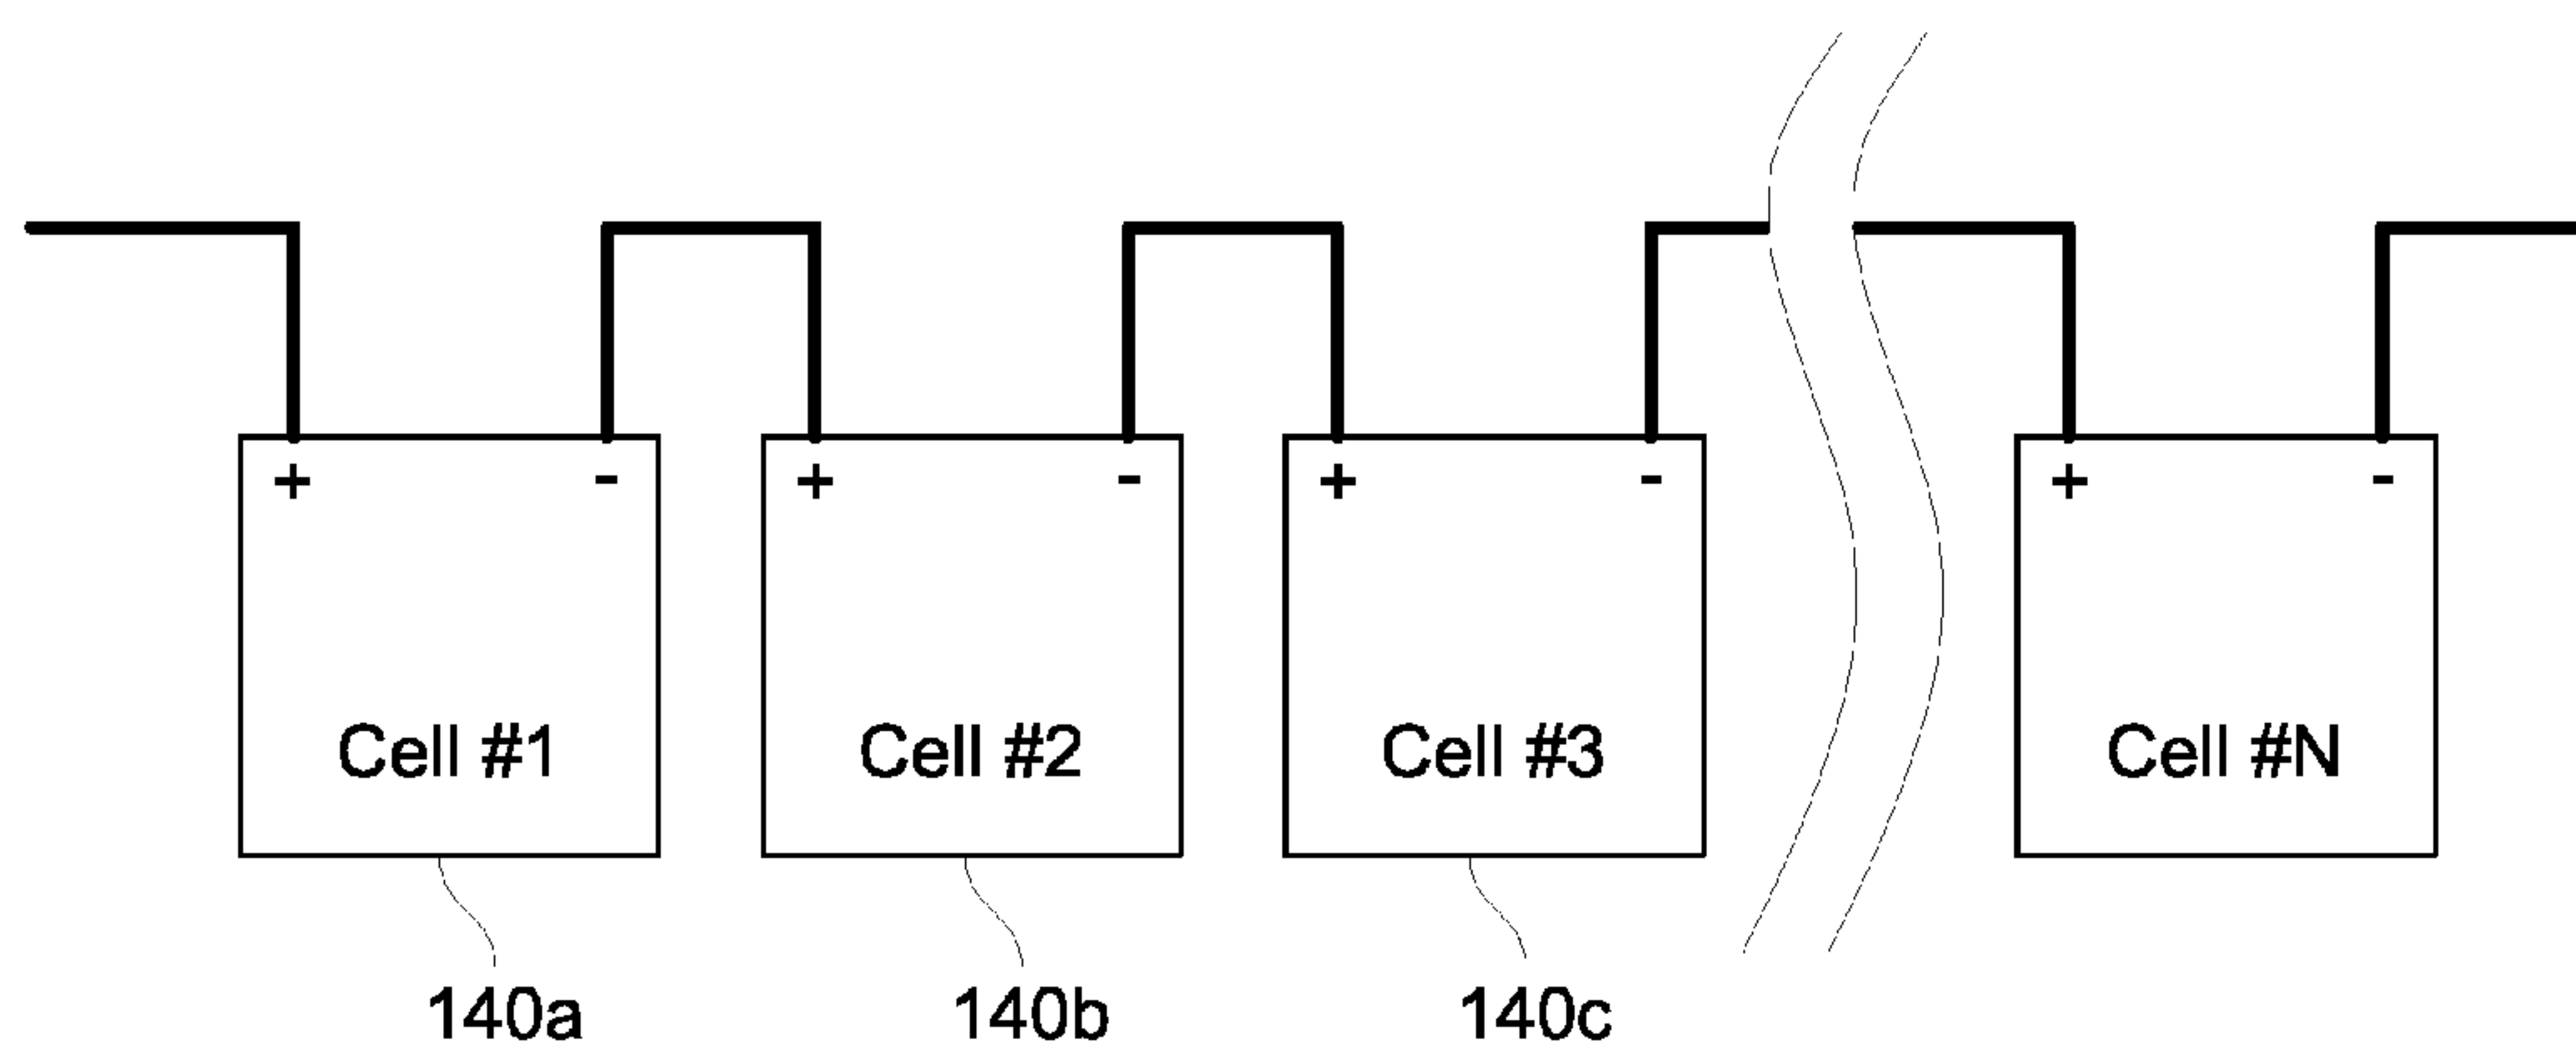 + - + - + - + -
Cell #1 Cell #2 Cell #3 Cell #N
140a 140b 140c